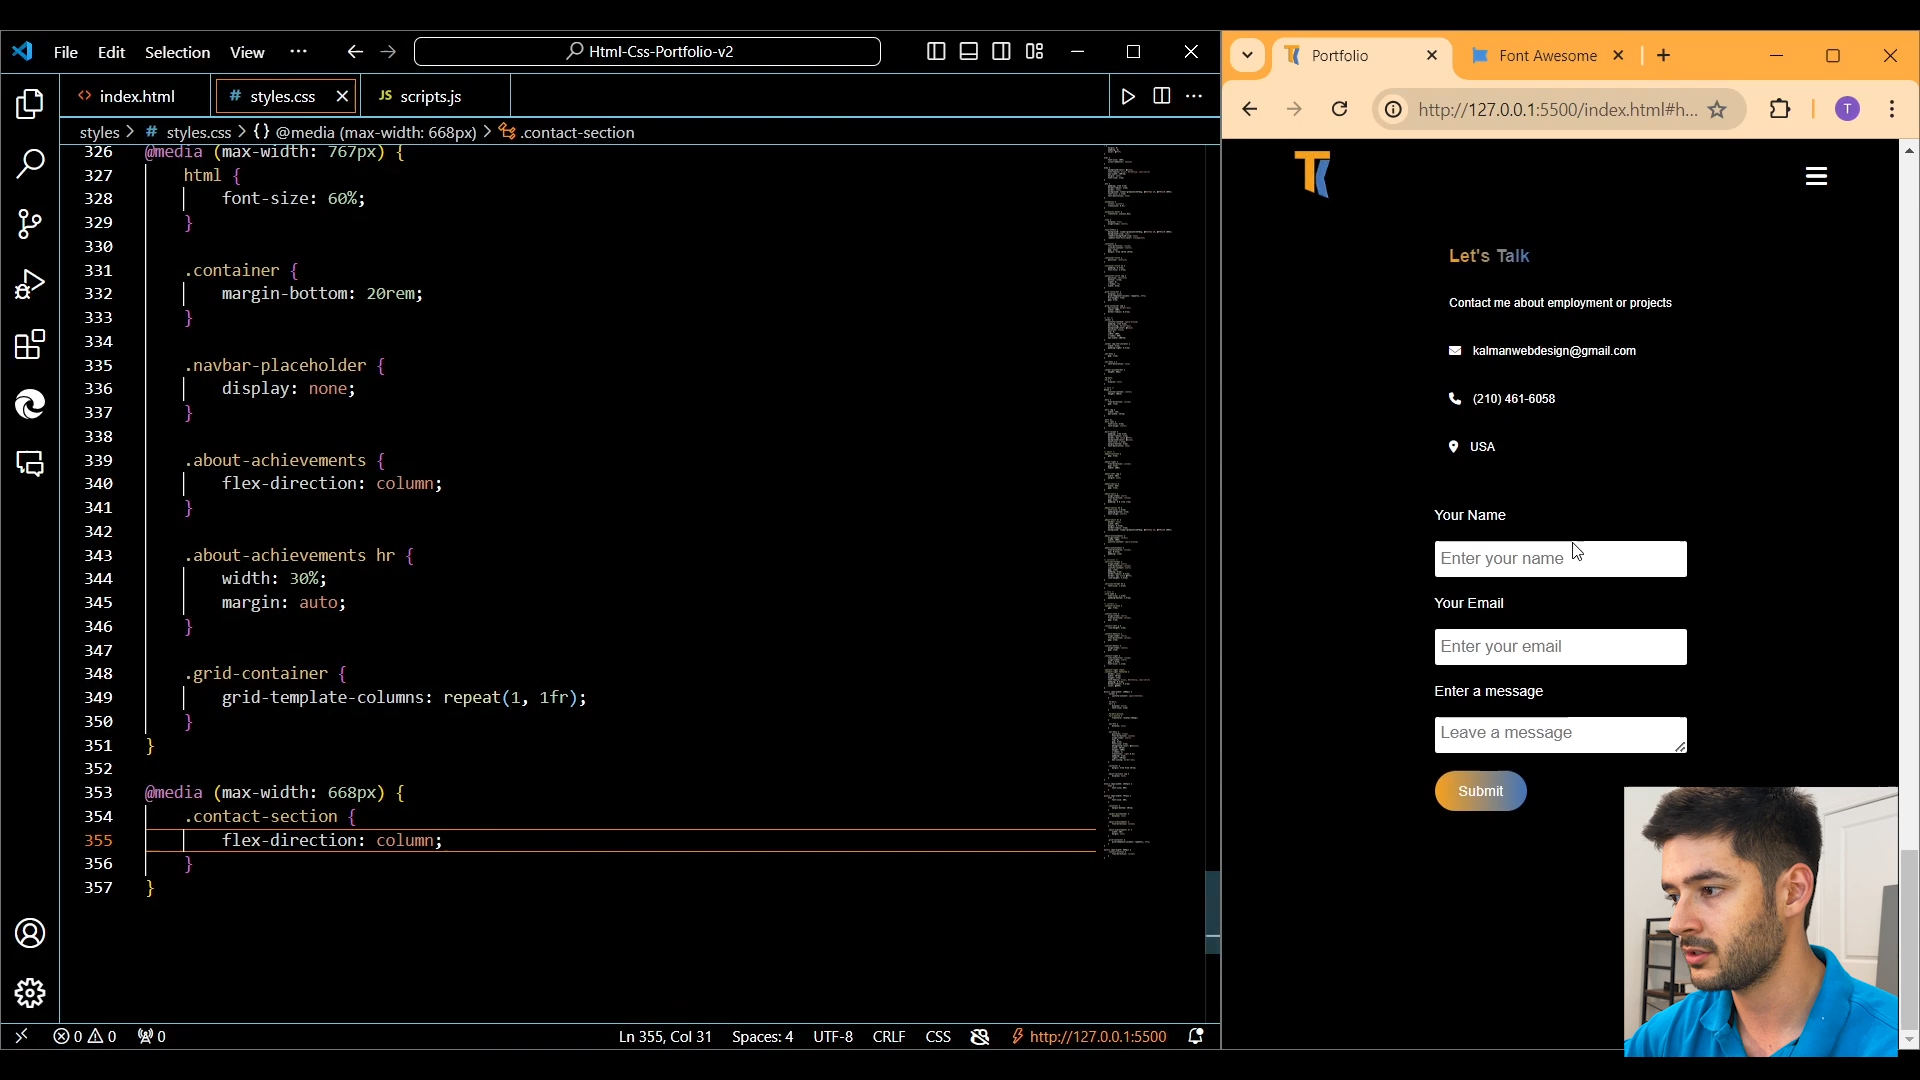 File Edit Selection View ··· Html-Css-Portfolio-v2
index.html # styles.css JS scripts.js
styles > # styles.css > {} @media (max-width: 668px) > .contact-section
326 @media (max-width: 767px) {
327 html {
328 font-size: 60%;
329 }
330
331 .container {
332 margin-bottom: 20rem;
333 }
334
335 .navbar-placeholder {
336 display: none;
337 }
338
339 .about-achievements {
340 flex-direction: column;
341 }
342
343 .about-achievements hr {
344 width: 30%;
345 margin: auto;
346 }
347
348 .grid-container {
349 grid-template-columns: repeat(1, 1fr);
350 }
351 }
352
353 @media (max-width: 668px) {
354 .contact-section {
355 flex-direction: column;
356 }
357 }
0 0 0 Ln 355, Col 31 Spaces: 4 UTF-8 CRLF CSS http://127.0.0.1:5500
Portfolio Font Awesome
http://127.0.0.1:5500/index.html#h... T
TK
Let's Talk
Contact me about employment or projects
kalmanwebdesign@gmail.com
(210) 461-6058
USA
Your Name
Enter your name
Your Email
Enter your email
Enter a message
Leave a message
Submit